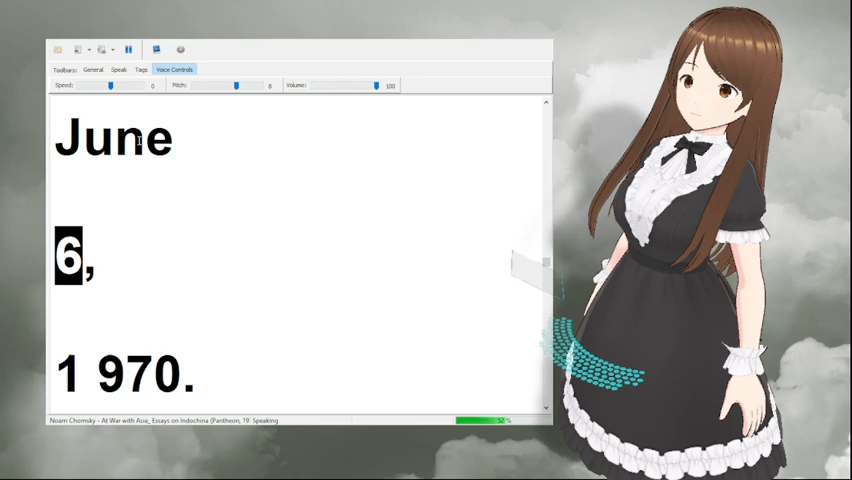 Toolbars: General Speak Tags Voice Controls
Speed: 0 Pitch: 8 Volume: 100
June
6,
1 970.
Noam Chomsky - At War with Asia_ Essays on Indochina (Pantheon, 19' Speaking 52 %